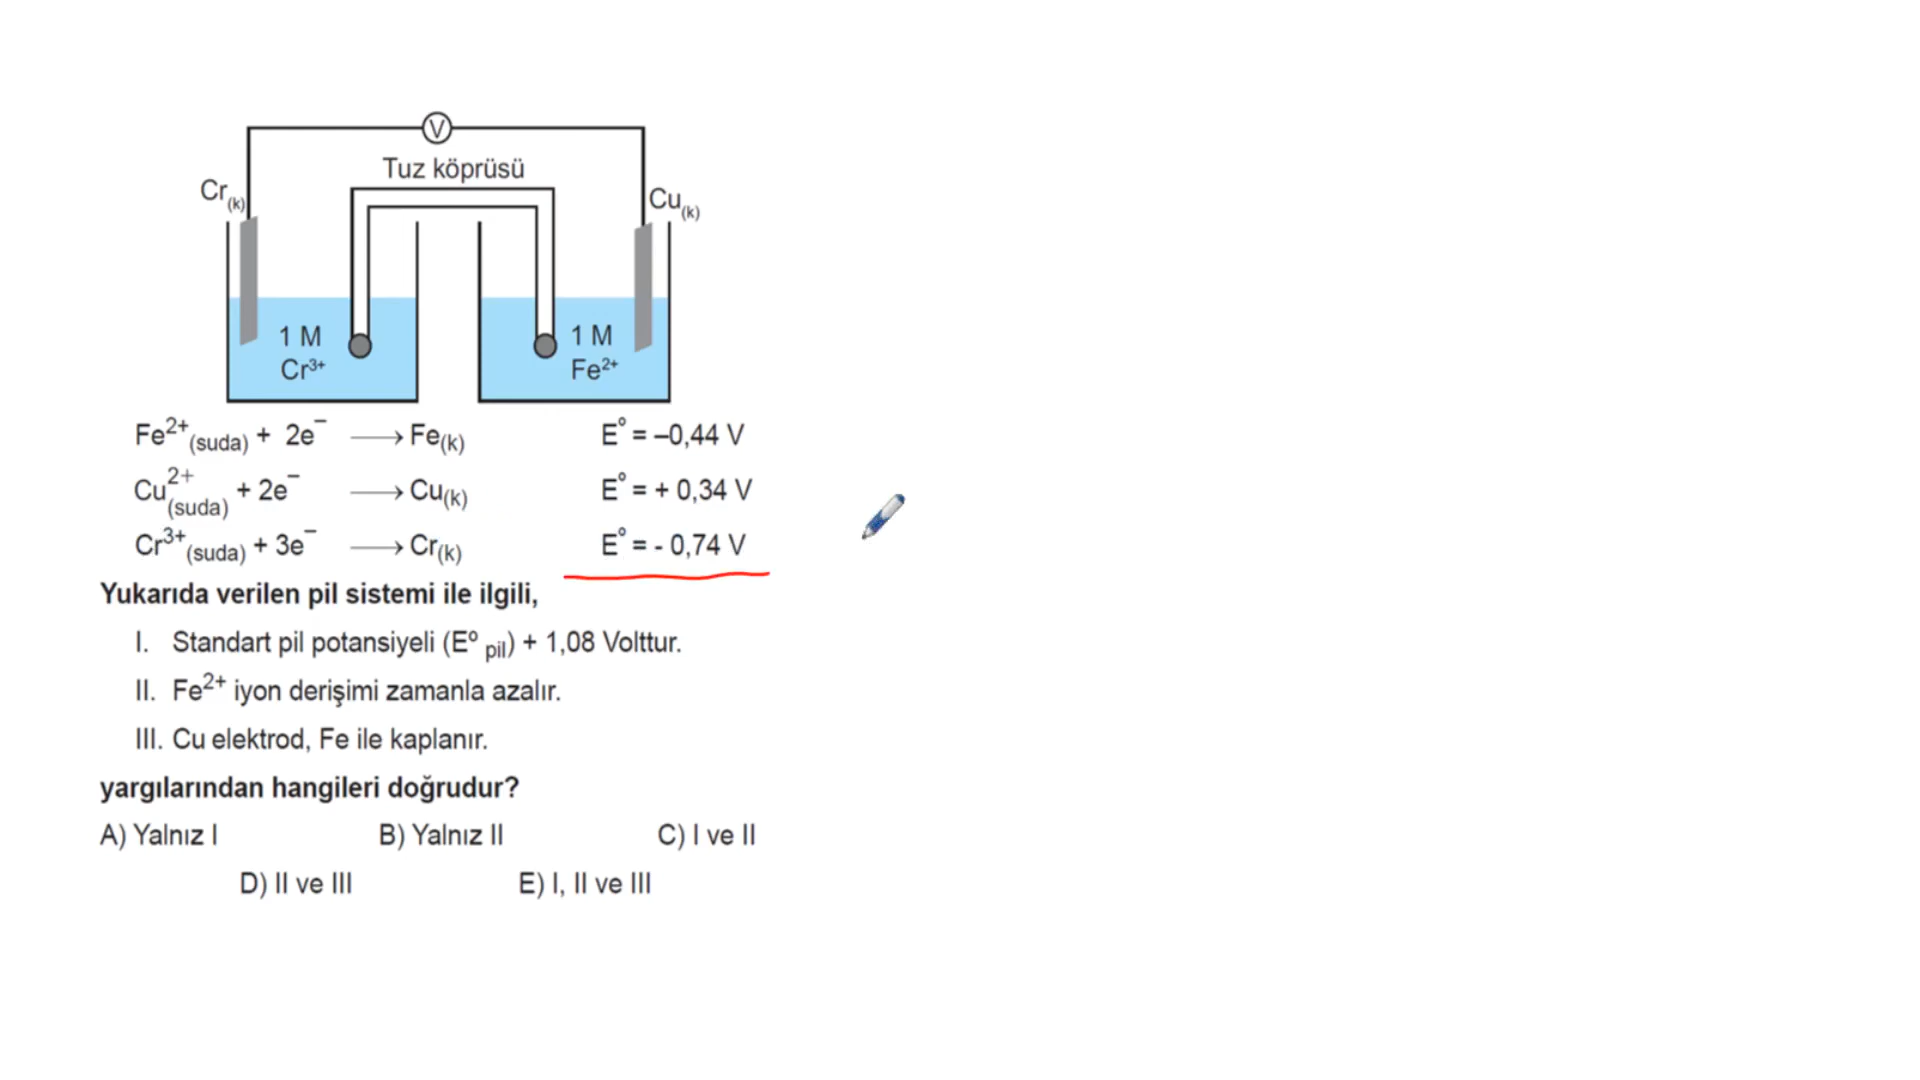 V
Tuz köprüsü
Cr(k)
Cu(k)
1 M
Cr³⁺
1 M
Fe²⁺
Fe²⁺(suda) + 2e⁻ ⟶ Fe(k) E° = –0,44 V
Cu²⁺(suda) + 2e⁻ ⟶ Cu(k) E° = + 0,34 V
Cr³⁺(suda) + 3e⁻ ⟶ Cr(k) E° = - 0,74 V
Yukarıda verilen pil sistemi ile ilgili,
I. Standart pil potansiyeli (Eº pil) + 1,08 Volttur.
II. Fe²⁺ iyon derişimi zamanla azalır.
III. Cu elektrod, Fe ile kaplanır.
yargılarından hangileri doğrudur?
A) Yalnız I B) Yalnız II C) I ve II
D) II ve III E) I, II ve III